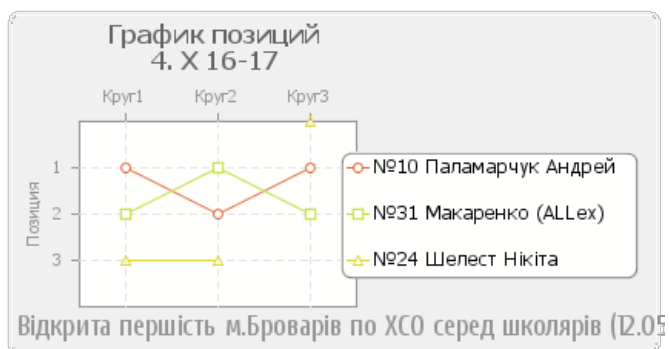 График позиций
4. X 16-17
Круг1 Круг2 Круг3
Позиция
1
2
3
№10 Паламарчук Андрей
№31 Макаренко (ALLex)
№24 Шелест Нікіта
Відкрита першість м.Броварів по ХСО серед школярів (12.05